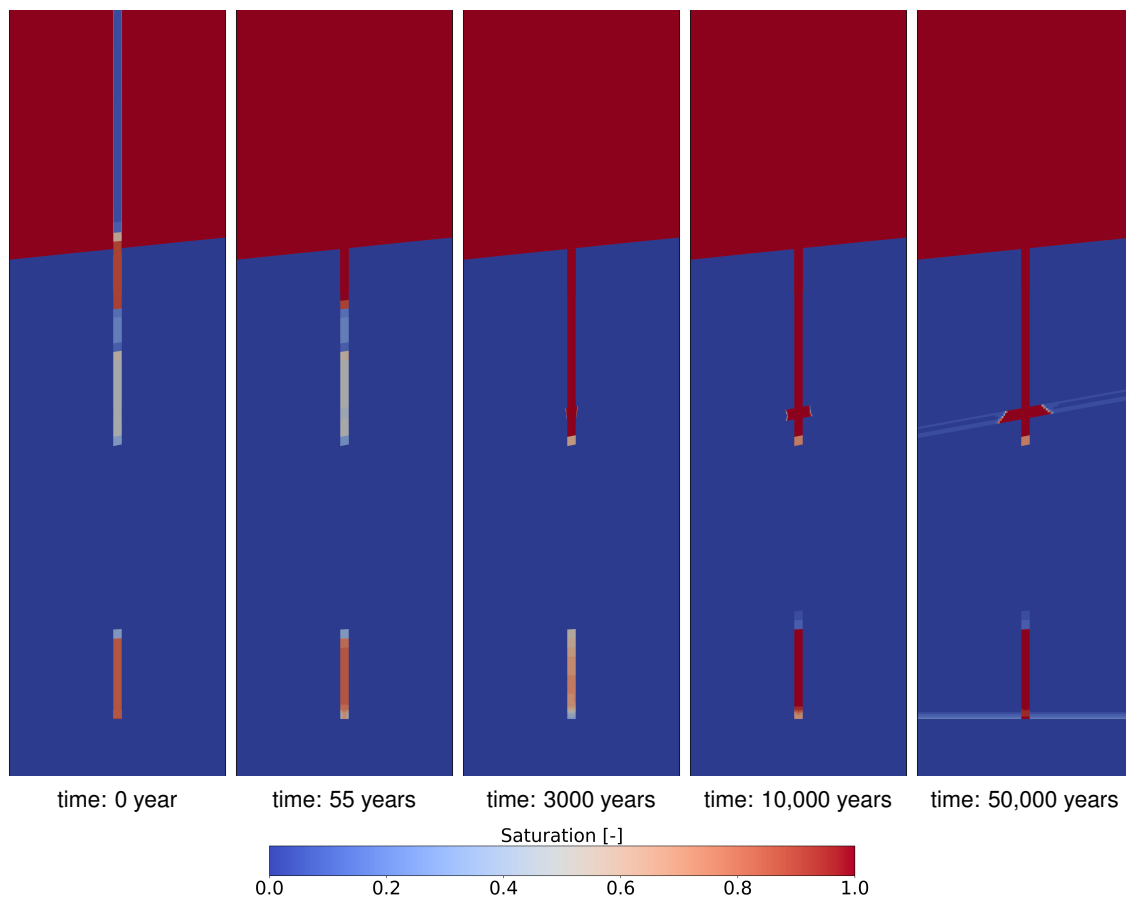 time: 0 year
time: 55 years
time: 3000 years
time: 10,000 years
time: 50,000 years
Saturation [-]
0.0 0.2 0.4 0.6 0.8 1.0